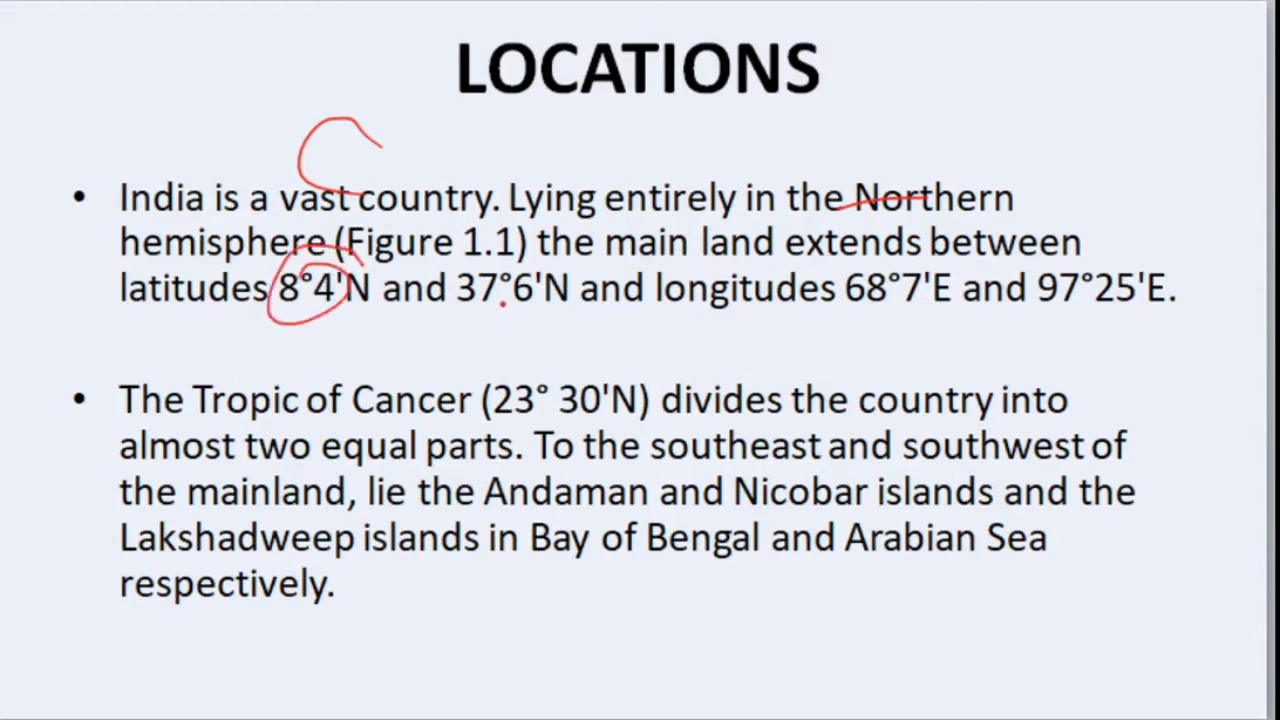 LOCATIONS
• India is a vast country. Lying entirely in the Northern
hemisphere (Figure 1.1) the main land extends between
latitudes 8°4'N and 37°6'N and longitudes 68°7'E and 97°25'E.
• The Tropic of Cancer (23° 30'N) divides the country into
almost two equal parts. To the southeast and southwest of
the mainland, lie the Andaman and Nicobar islands and the
Lakshadweep islands in Bay of Bengal and Arabian Sea
respectively.